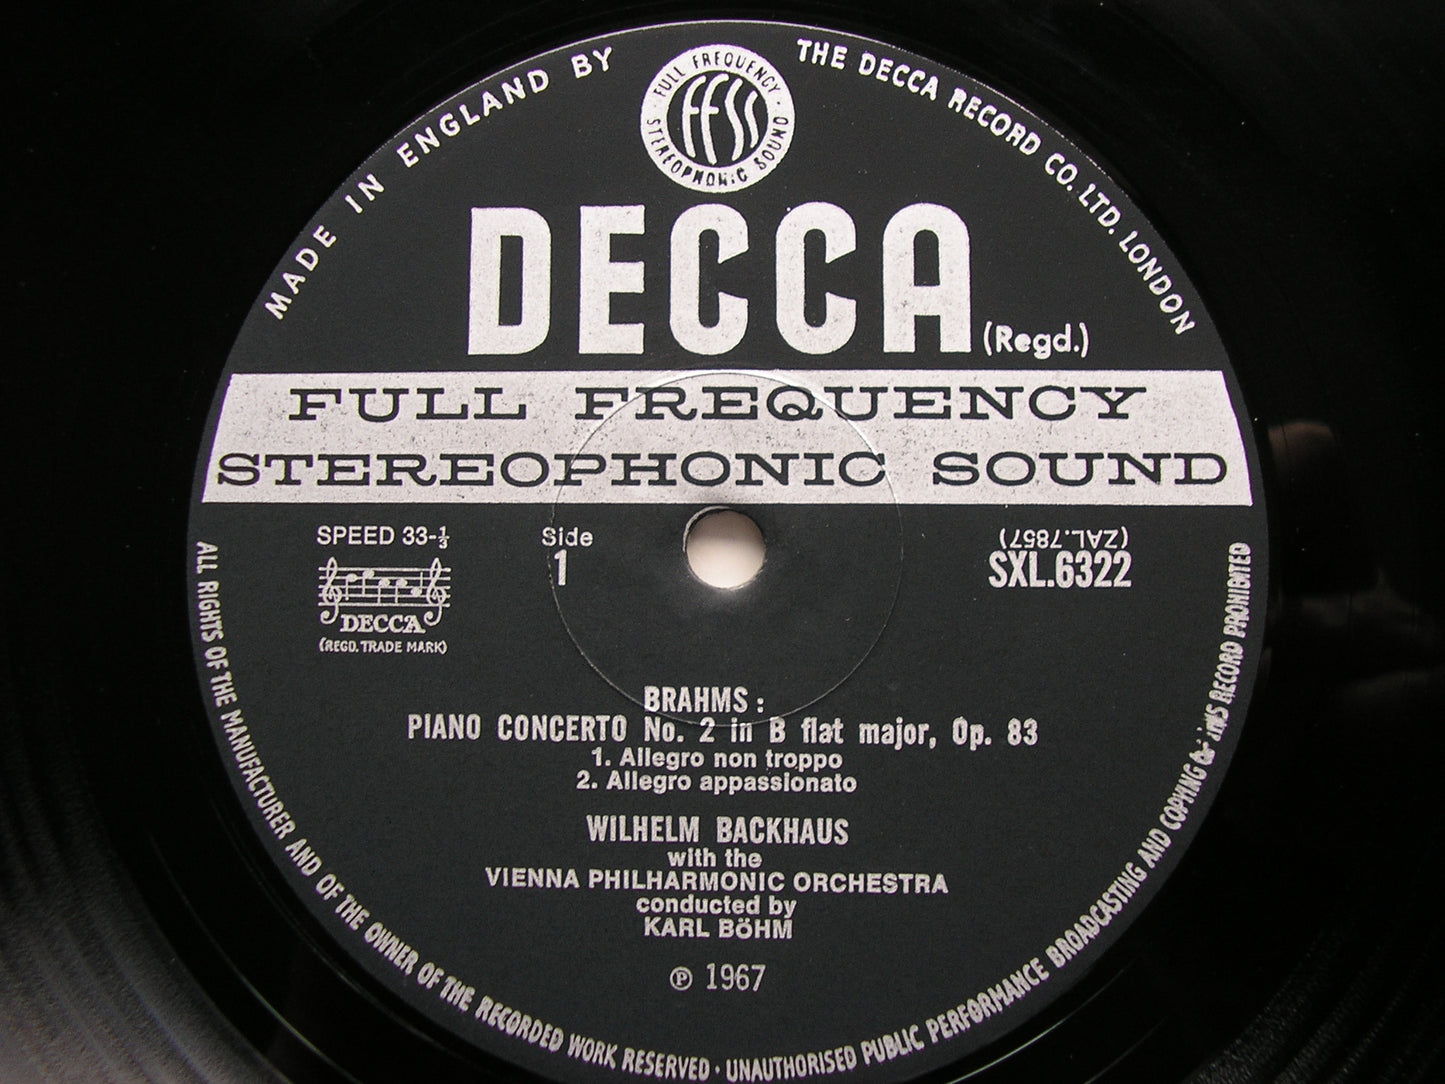 MADE IN ENGLAND BY THE DECCA RECORD CO. LTD. LONDON
FULL FREQUENCY
FFSS
STEREOPHONIC SOUND
DECCA
(Regd.)
FULL FREQUENCY
STEREOPHONIC SOUND
SPEED 33-⅓
Side
1
(ZAL.7857)
SXL.6322
DECCA
(REGD. TRADE MARK)
BRAHMS:
PIANO CONCERTO No. 2 in B flat major, Op. 83
1. Allegro non troppo
2. Allegro appassionato
WILHELM BACKHAUS
with the
VIENNA PHILHARMONIC ORCHESTRA
conducted by
KARL BÖHM
℗ 1967
ALL RIGHTS OF THE MANUFACTURER AND OF THE OWNER OF THE RECORDED WORK RESERVED · UNAUTHORISED PUBLIC PERFORMANCE BROADCASTING AND COPYING OF THIS RECORD PROHIBITED